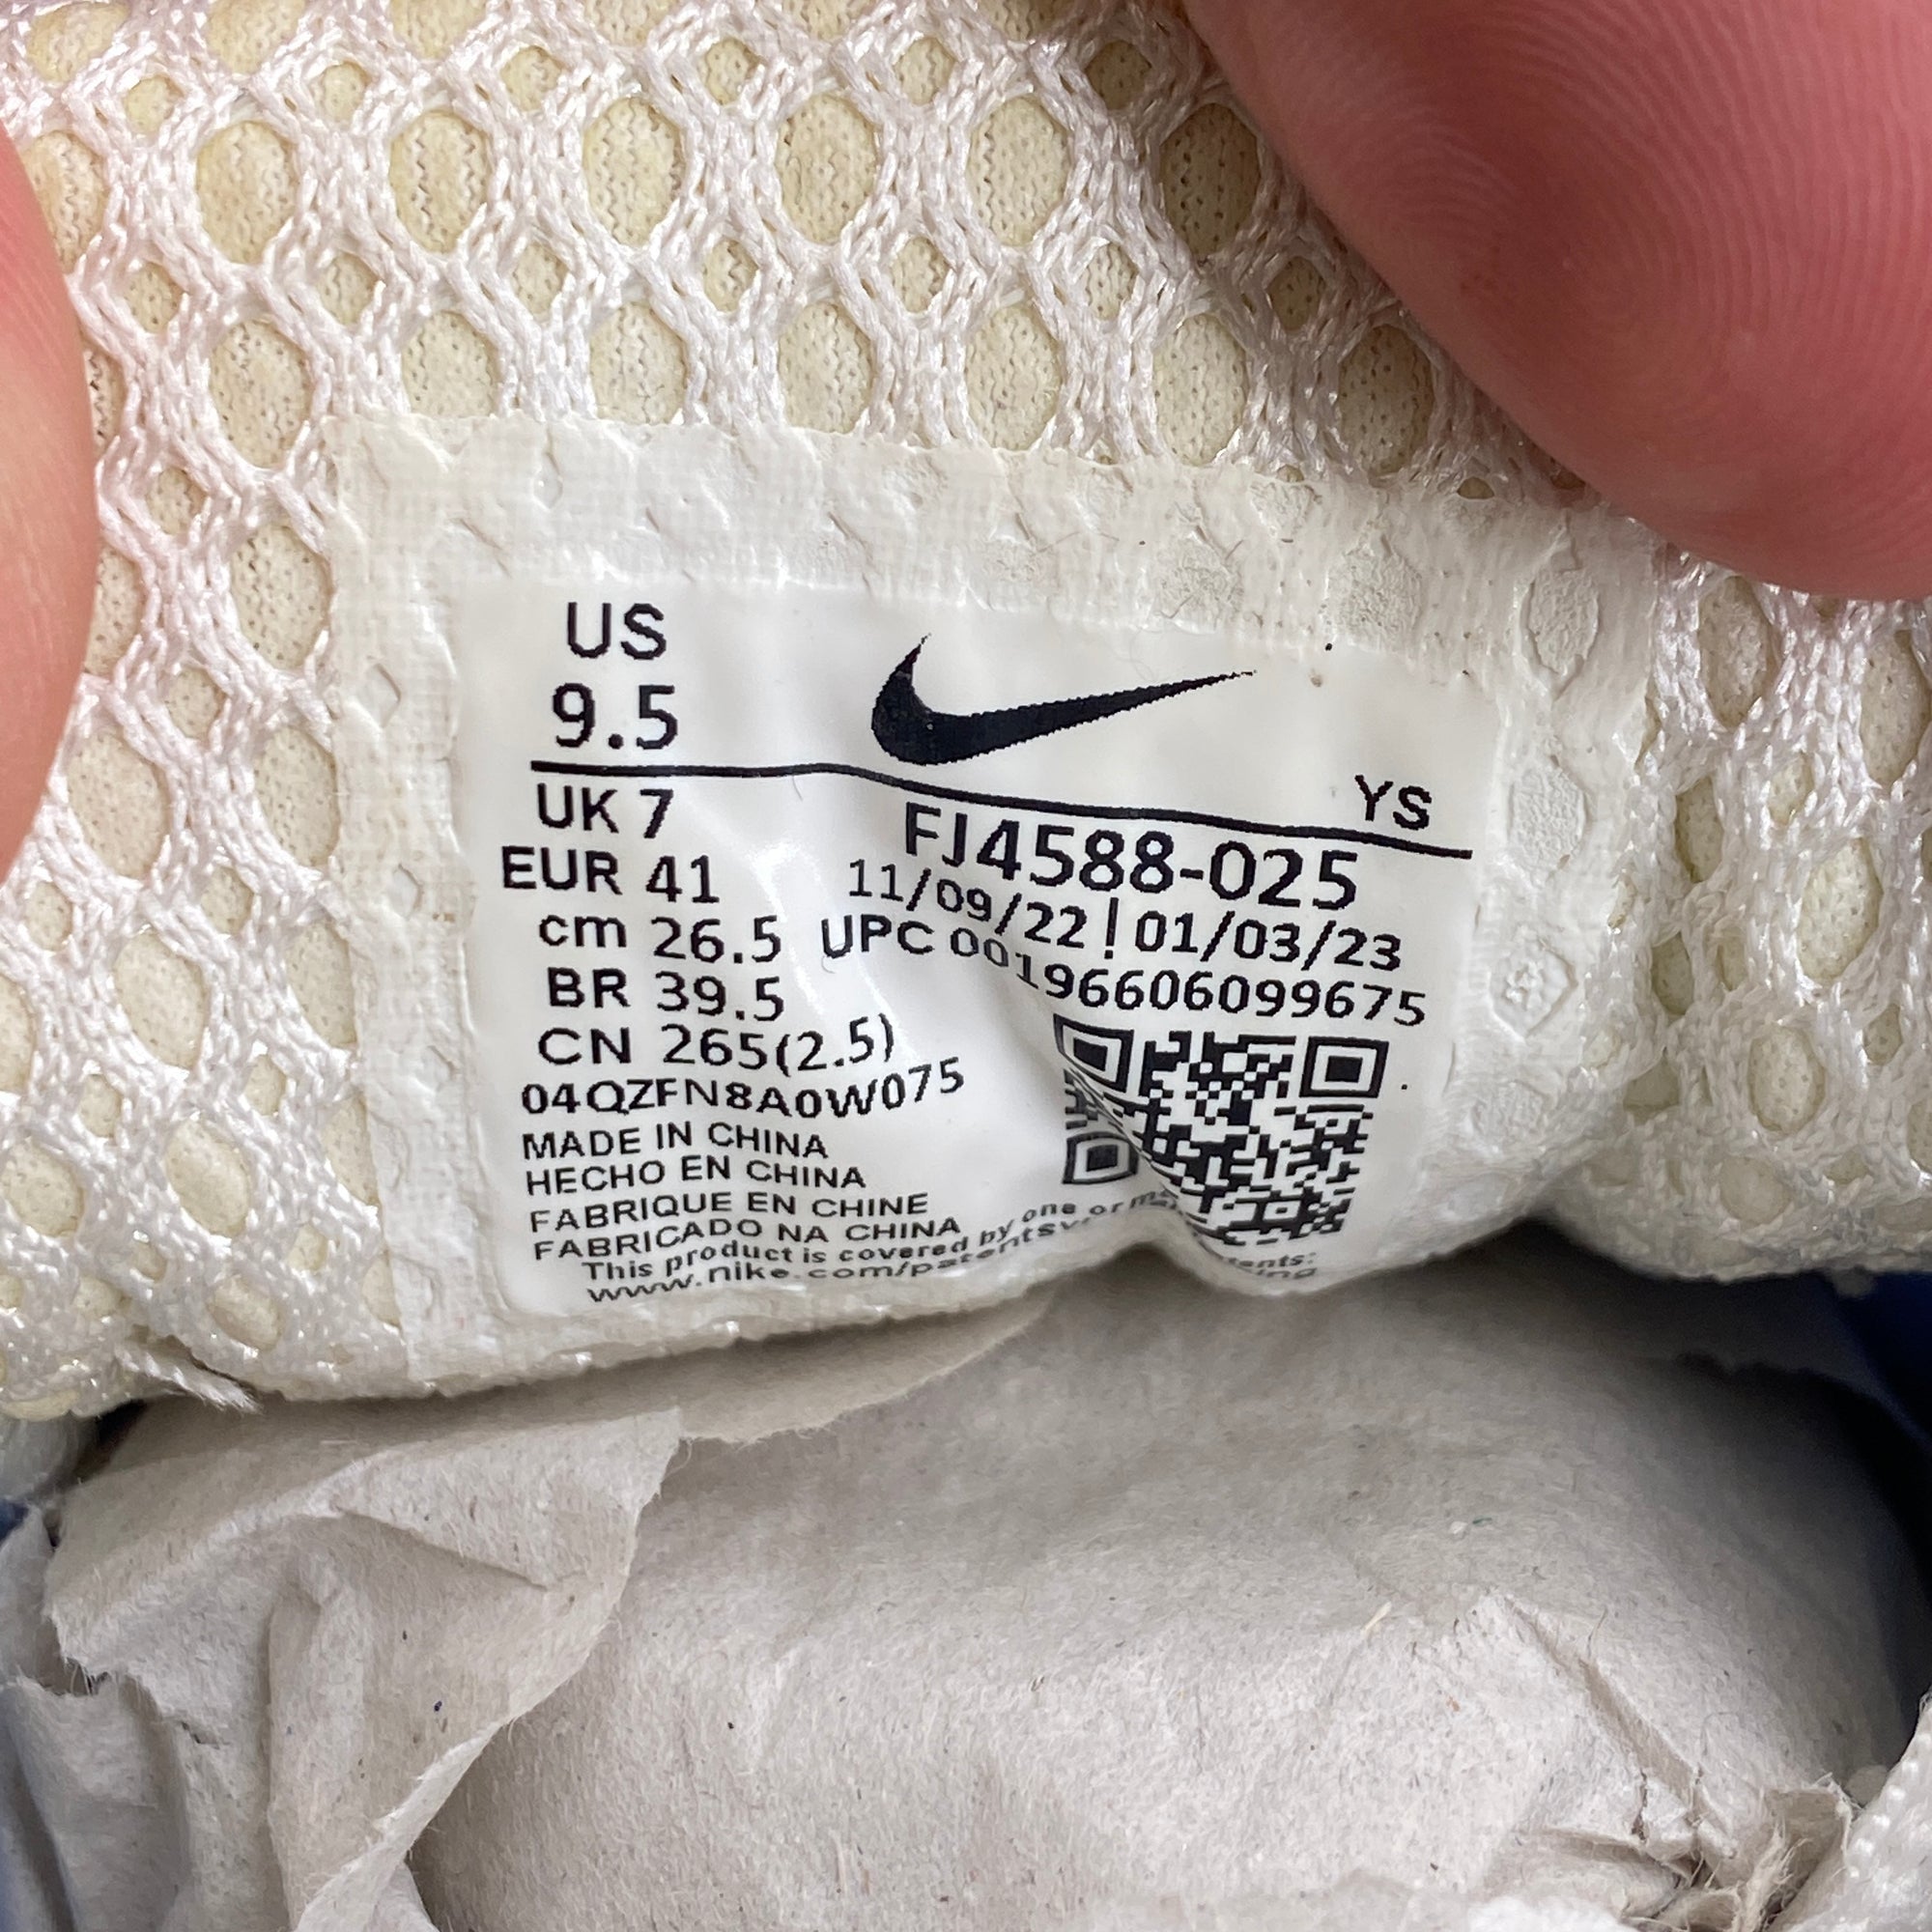 US
9.5
YS
UK 7
EUR 41
cm 26.5
BR 39.5
CN 265(2.5)
04QZFN8A0W075
FJ4588-025
11/09/22 | 01/03/23
UPC 00196606099675
MADE IN CHINA
HECHO EN CHINA
FABRIQUE EN CHINE
FABRICADO NA CHINA
This product is covered by one or
www.nike.com/patents